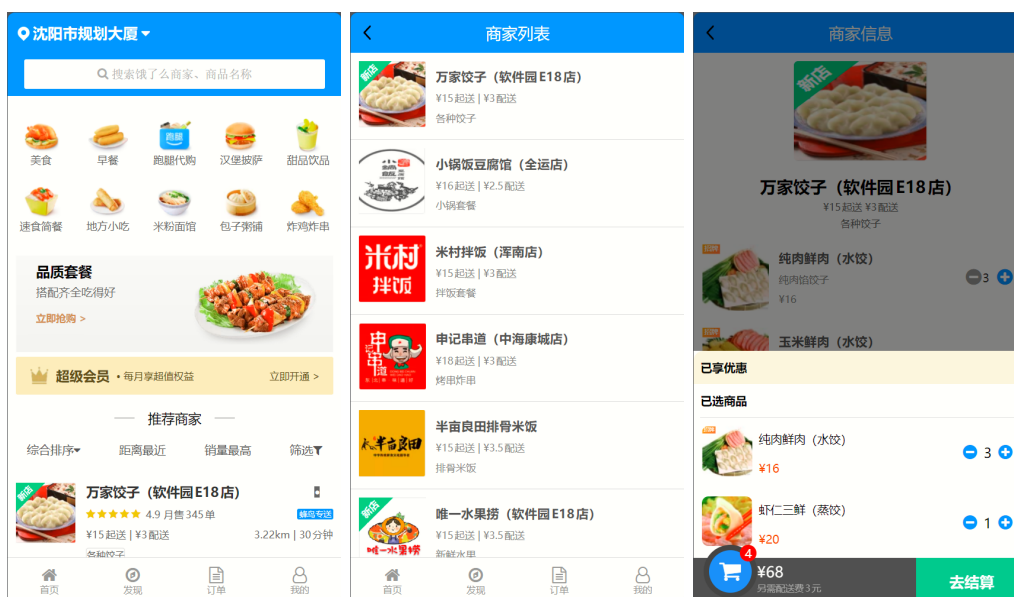 沈阳市规划大厦
搜索饿了么商家、商品名称
美食
早餐
跑腿
跑腿代购
汉堡披萨
甜品饮品
速食简餐
地方小吃
米粉面馆
包子粥铺
炸鸡炸串
品质套餐
搭配齐全吃得好
立即抢购 >
超级会员
• 每月享超值权益
立即开通 >
推荐商家
综合排序
距离最近
销量最高
筛选
新店
万家饺子（软件园E18店）
4.9 月售345单
蜂鸟专送
¥15起送 | ¥3配送
3.22km | 30分钟
各种饺子
首页
发现
订单
我的
商家列表
新店
万家饺子（软件园E18店）
¥15起送 | ¥3配送
各种饺子
小锅饭豆腐馆（全运店）
¥16起送 | ¥2.5配送
小锅套餐
米村
拌饭
米村拌饭（浑南店）
¥15起送 | ¥3配送
拌饭套餐
申记串道
申记串道（中海康城店）
¥18起送 | ¥3配送
烤串炸串
半亩良田
半亩良田排骨米饭
¥15起送 | ¥3.5配送
排骨米饭
新店
唯一水果捞
唯一水果捞（软件园E18店）
¥15起送 | ¥3.5配送
新鲜水果
首页
发现
订单
我的
商家信息
新店
万家饺子（软件园E18店）
¥15起送 ¥3配送
各种饺子
纯肉鲜肉（水饺）
纯肉馅饺子
¥16
3
玉米鲜肉（水饺）
已享优惠
已选商品
纯肉鲜肉（水饺）
¥16
3
虾仁三鲜（蒸饺）
¥20
1
4
¥68
另需配送费3元
去结算